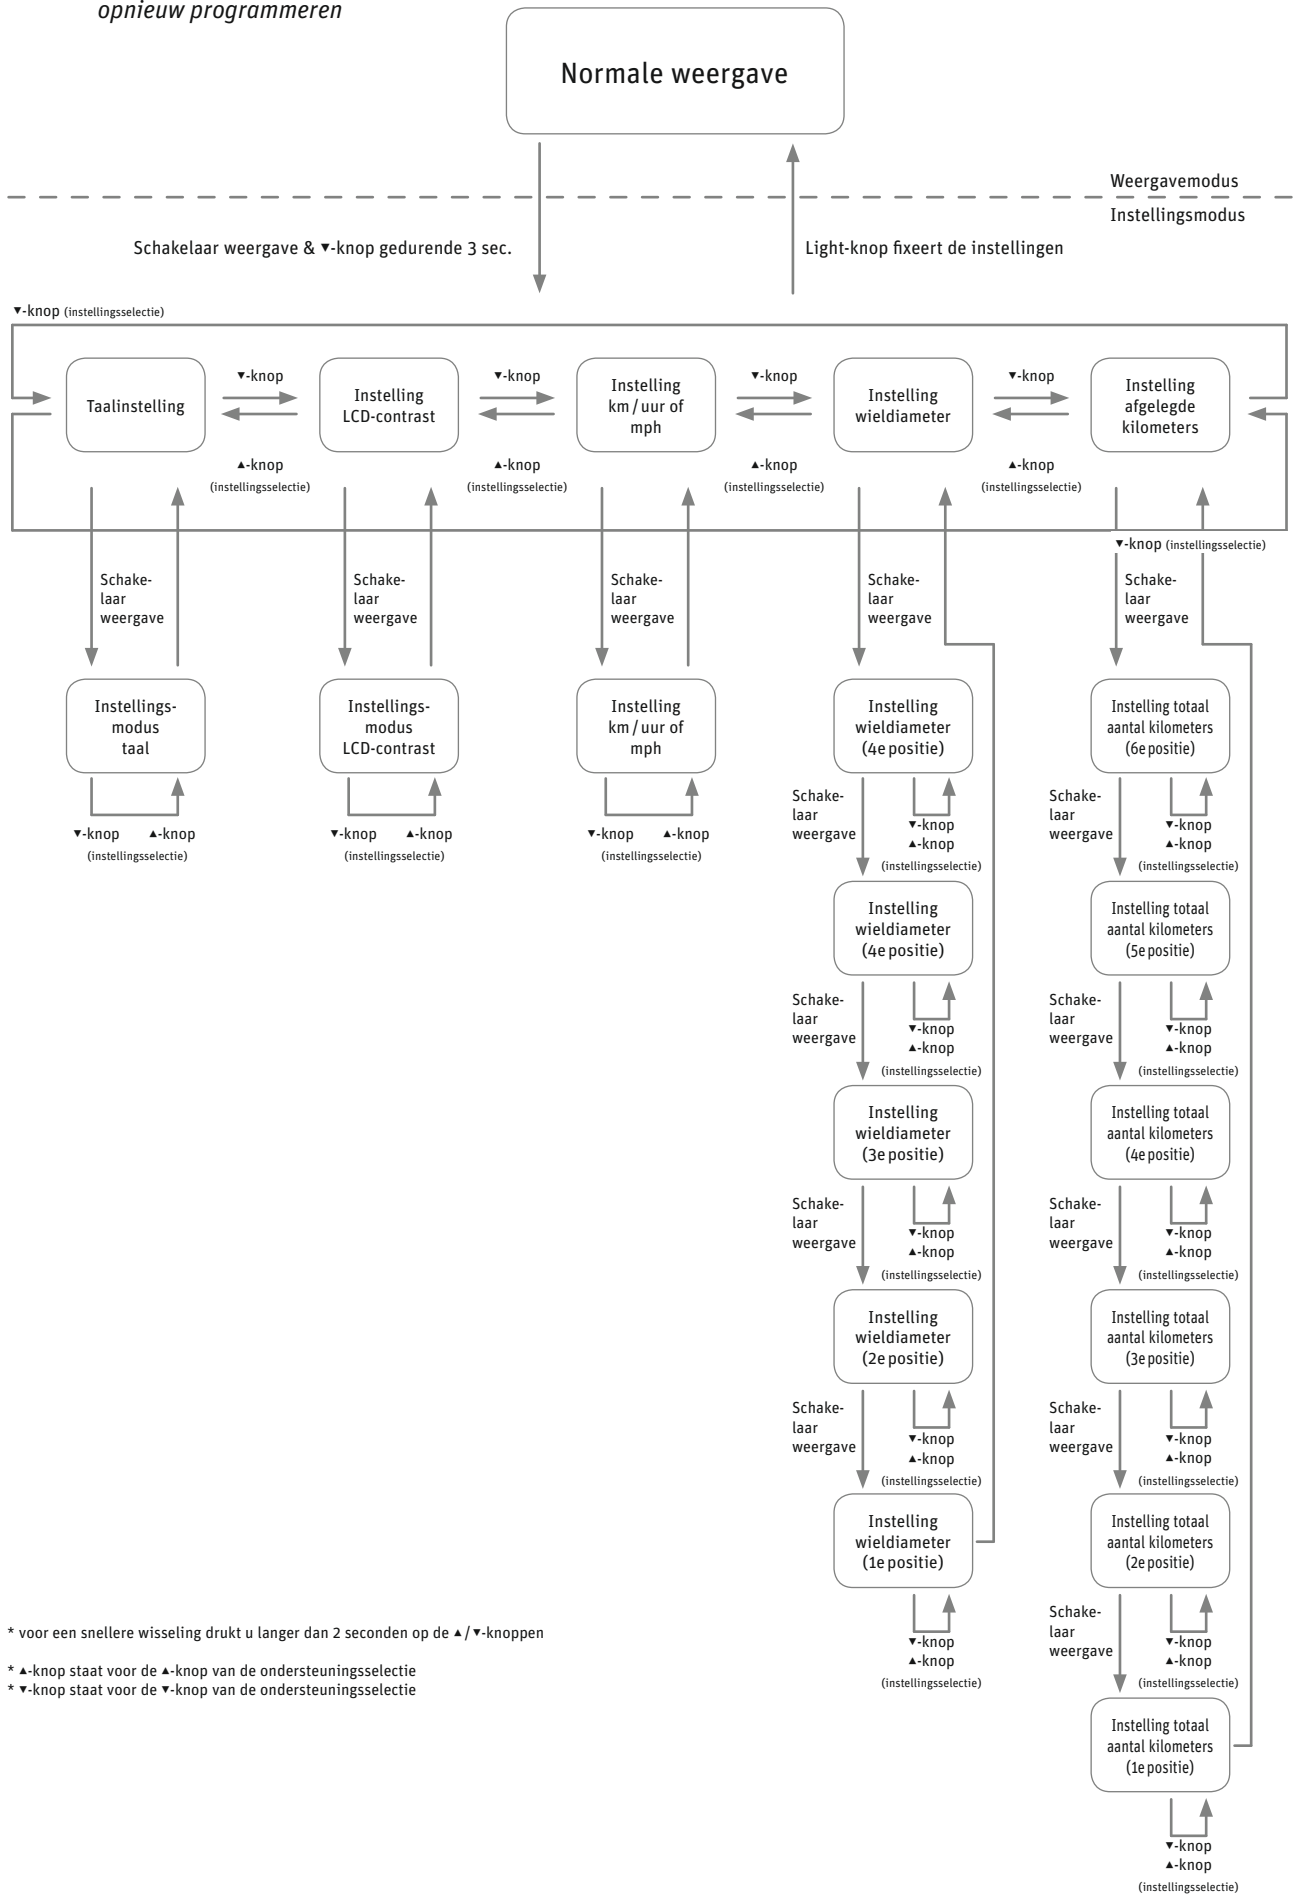 opnieuw programmeren
Normale weergave
Weergavemodus
Instellingsmodus
Schakelaar weergave & ▼-knop gedurende 3 sec.
Light-knop fixeert de instellingen
▼-knop (instellingsselectie)
Taalinstelling
▼-knop
▲-knop
(instellingsselectie)
Instelling
LCD-contrast
▼-knop
▲-knop
(instellingsselectie)
Instelling
km / uur of
mph
▼-knop
▲-knop
(instellingsselectie)
Instelling
wieldiameter
▼-knop
▲-knop
(instellingsselectie)
Instelling
afgelegde
kilometers
▼-knop (instellingsselectie)
Schake-
laar
weergave
Schake-
laar
weergave
Schake-
laar
weergave
Schake-
laar
weergave
Schake-
laar
weergave
Instellings-
modus
taal
▼-knop ▲-knop
(instellingsselectie)
Instellings-
modus
LCD-contrast
▼-knop ▲-knop
(instellingsselectie)
Instelling
km / uur of
mph
▼-knop ▲-knop
(instellingsselectie)
Instelling
wieldiameter
(4e positie)
Schake-
laar
weergave
▼-knop
▲-knop
(instellingsselectie)
Instelling
wieldiameter
(4e positie)
Schake-
laar
weergave
▼-knop
▲-knop
(instellingsselectie)
Instelling
wieldiameter
(3e positie)
Schake-
laar
weergave
▼-knop
▲-knop
(instellingsselectie)
Instelling
wieldiameter
(2e positie)
Schake-
laar
weergave
▼-knop
▲-knop
(instellingsselectie)
Instelling
wieldiameter
(1e positie)
▼-knop
▲-knop
(instellingsselectie)
Instelling totaal
aantal kilometers
(6e positie)
Schake-
laar
weergave
▼-knop
▲-knop
(instellingsselectie)
Instelling totaal
aantal kilometers
(5e positie)
Schake-
laar
weergave
▼-knop
▲-knop
(instellingsselectie)
Instelling totaal
aantal kilometers
(4e positie)
Schake-
laar
weergave
▼-knop
▲-knop
(instellingsselectie)
Instelling totaal
aantal kilometers
(3e positie)
Schake-
laar
weergave
▼-knop
▲-knop
(instellingsselectie)
Instelling totaal
aantal kilometers
(2e positie)
Schake-
laar
weergave
▼-knop
▲-knop
(instellingsselectie)
Instelling totaal
aantal kilometers
(1e positie)
▼-knop
▲-knop
(instellingsselectie)
* voor een snellere wisseling drukt u langer dan 2 seconden op de ▲/▼-knoppen
* ▲-knop staat voor de ▲-knop van de ondersteuningsselectie
* ▼-knop staat voor de ▼-knop van de ondersteuningsselectie